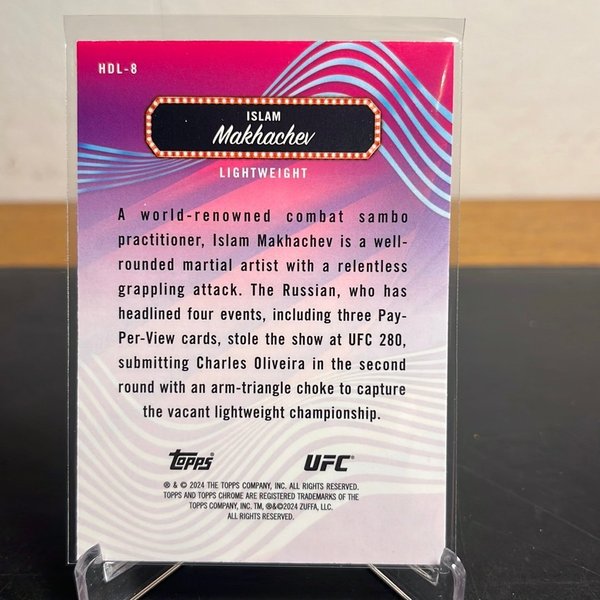 HDL-8
ISLAM
Makhachev
LIGHTWEIGHT
A world-renowned combat sambo
practitioner, Islam Makhachev is a well-
rounded martial artist with a relentless
grappling attack. The Russian, who has
headlined four events, including three Pay-
Per-View cards, stole the show at UFC 280,
submitting Charles Oliveira in the second
round with an arm-triangle choke to capture
the vacant lightweight championship.
Topps® UFC®
® & © 2024 THE TOPPS COMPANY, INC. ALL RIGHTS RESERVED.
TOPPS AND TOPPS CHROME ARE REGISTERED TRADEMARKS OF THE
TOPPS COMPANY, INC. TM, ®&©2024 ZUFFA, LLC.
ALL RIGHTS RESERVED.